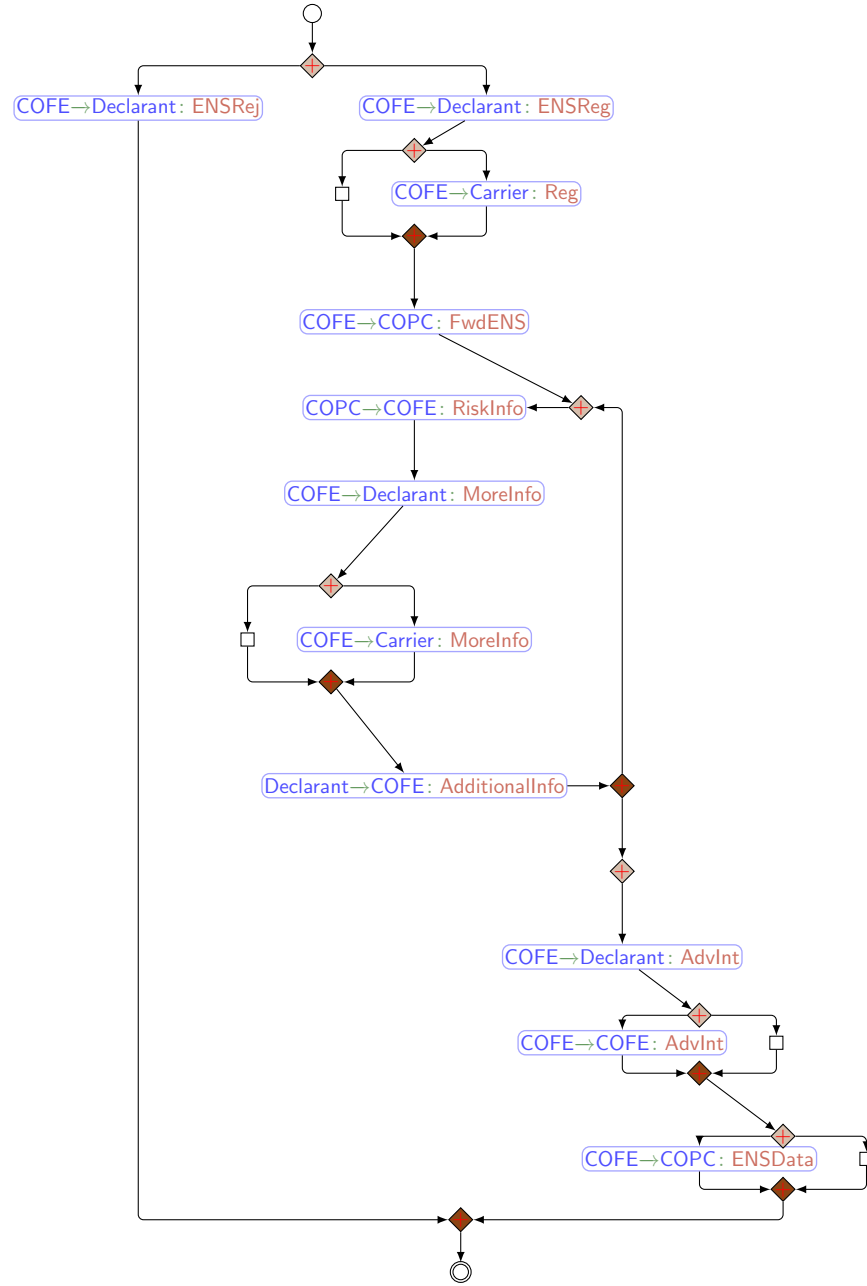 COFE→Declarant: ENSRej
COFE→Declarant: ENSReg
COFE→Carrier: Reg
COFE→COPC: FwdENS
COPC→COFE: RiskInfo
COFE→Declarant: MoreInfo
COFE→Carrier: MoreInfo
Declarant→COFE: AdditionalInfo
COFE→Declarant: AdvInt
COFE→COFE: AdvInt
COFE→COPC: ENSData